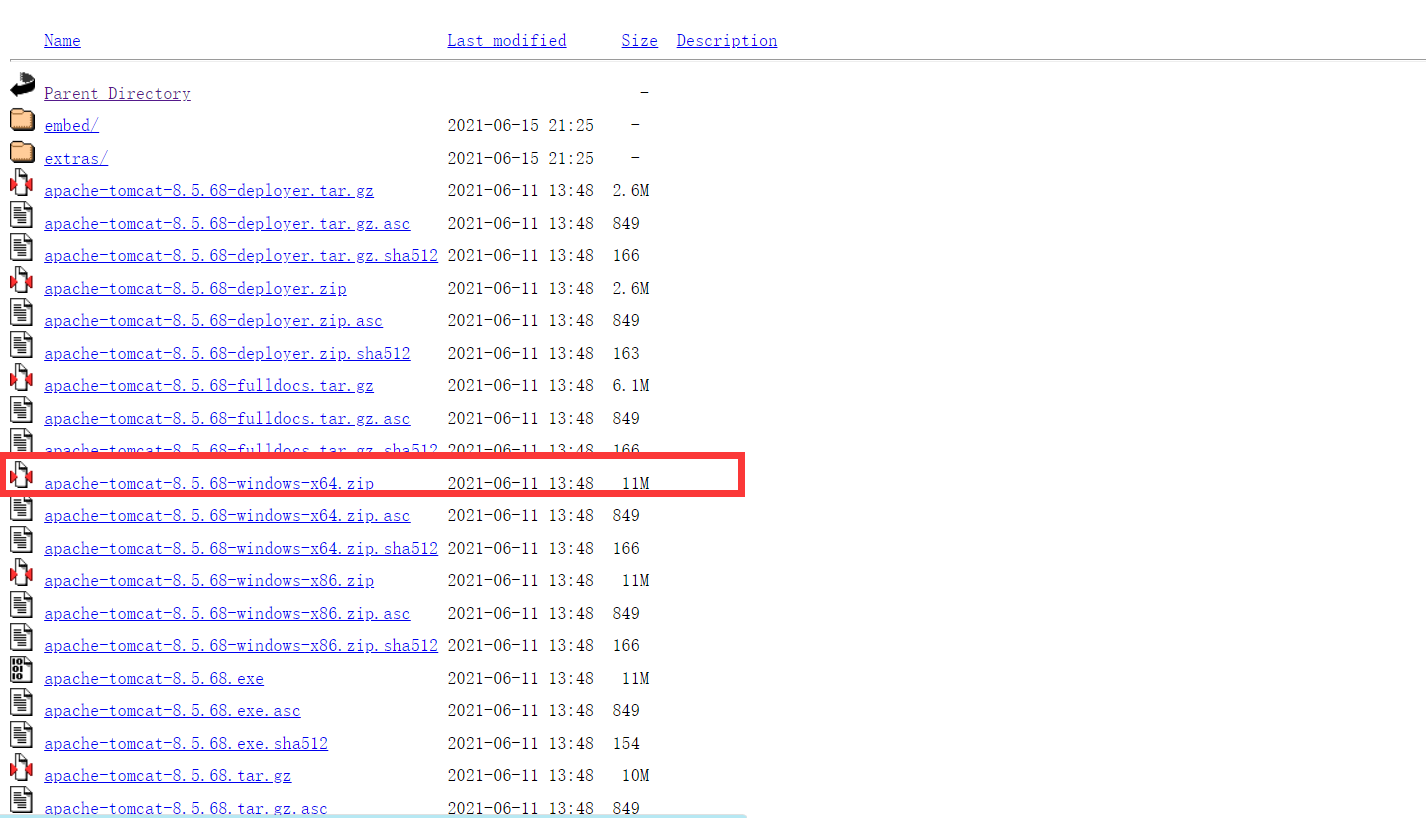 Name Last modified Size Description
Parent Directory -
embed/ 2021-06-15 21:25 -
extras/ 2021-06-15 21:25 -
apache-tomcat-8.5.68-deployer.tar.gz 2021-06-11 13:48 2.6M
apache-tomcat-8.5.68-deployer.tar.gz.asc 2021-06-11 13:48 849
apache-tomcat-8.5.68-deployer.tar.gz.sha512 2021-06-11 13:48 166
apache-tomcat-8.5.68-deployer.zip 2021-06-11 13:48 2.6M
apache-tomcat-8.5.68-deployer.zip.asc 2021-06-11 13:48 849
apache-tomcat-8.5.68-deployer.zip.sha512 2021-06-11 13:48 163
apache-tomcat-8.5.68-fulldocs.tar.gz 2021-06-11 13:48 6.1M
apache-tomcat-8.5.68-fulldocs.tar.gz.asc 2021-06-11 13:48 849
apache-tomcat-8.5.68-fulldocs.tar.gz.sha512 2021-06-11 13:48 166
apache-tomcat-8.5.68-windows-x64.zip 2021-06-11 13:48 11M
apache-tomcat-8.5.68-windows-x64.zip.asc 2021-06-11 13:48 849
apache-tomcat-8.5.68-windows-x64.zip.sha512 2021-06-11 13:48 166
apache-tomcat-8.5.68-windows-x86.zip 2021-06-11 13:48 11M
apache-tomcat-8.5.68-windows-x86.zip.asc 2021-06-11 13:48 849
apache-tomcat-8.5.68-windows-x86.zip.sha512 2021-06-11 13:48 166
apache-tomcat-8.5.68.exe 2021-06-11 13:48 11M
apache-tomcat-8.5.68.exe.asc 2021-06-11 13:48 849
apache-tomcat-8.5.68.exe.sha512 2021-06-11 13:48 154
apache-tomcat-8.5.68.tar.gz 2021-06-11 13:48 10M
apache-tomcat-8.5.68.tar.gz.asc 2021-06-11 13:48 849